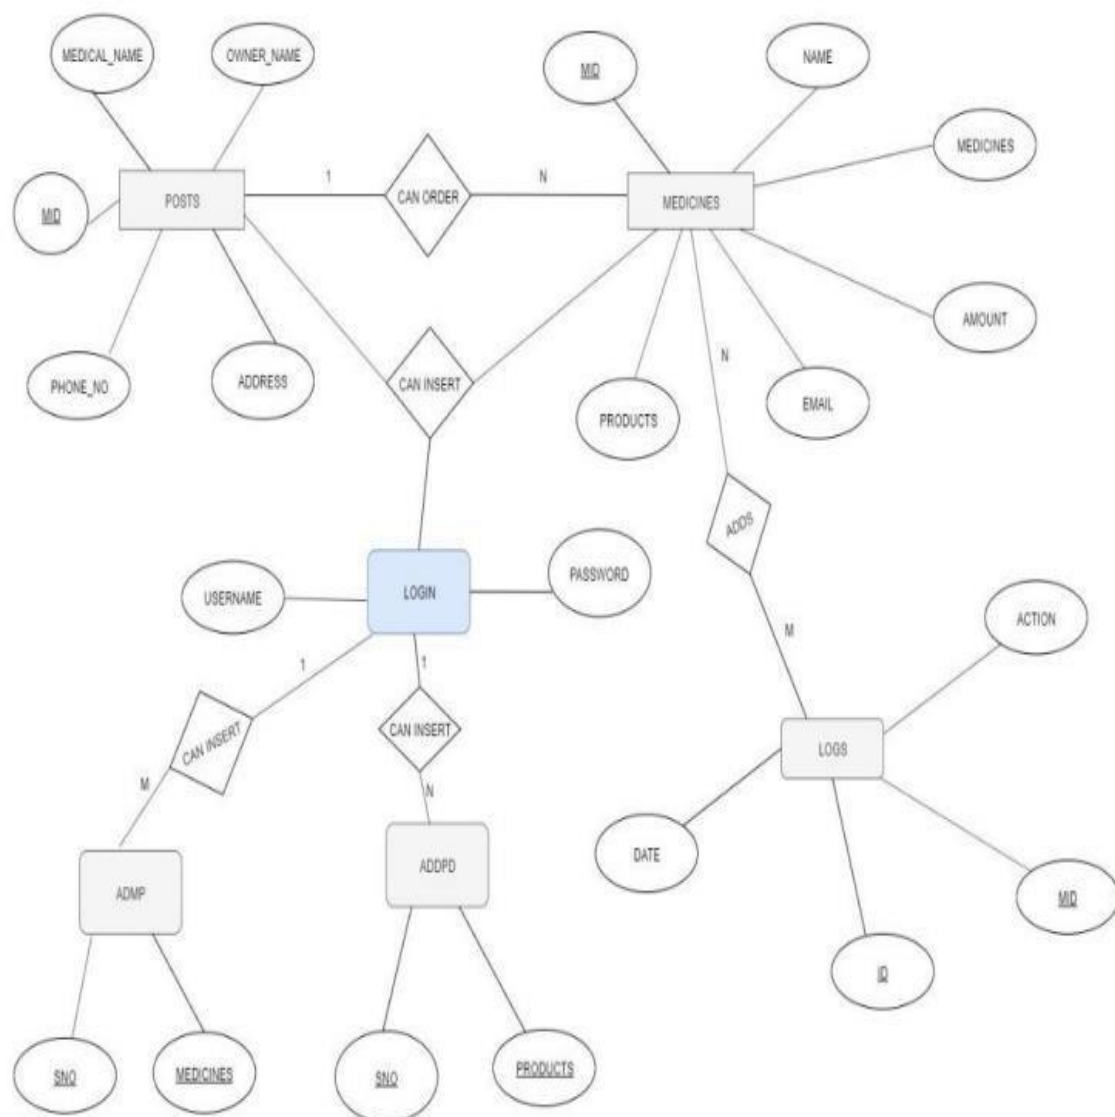 MEDICAL_NAME
OWNER_NAME
MID
NAME
MEDICINES
POSTS
1
CAN ORDER
N
MEDICINES
MID
PHONE_NO
ADDRESS
CAN INSERT
N
AMOUNT
PRODUCTS
EMAIL
ADDS
USERNAME
LOGIN
PASSWORD
ACTION
1
1
M
CAN INSERT
CAN INSERT
LOGS
M
N
ADMP
ADDPD
DATE
MID
ID
SNO
MEDICINES
SNO
PRODUCTS